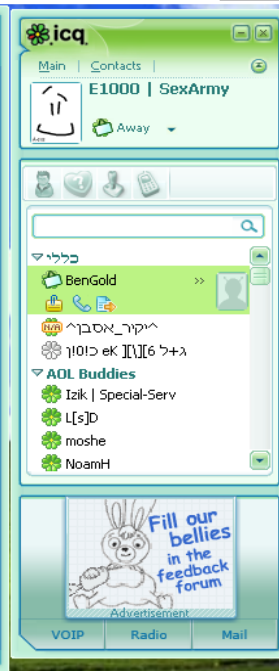 icq
Main | Contacts |
E1000 | SexArmy
Away
כללי
BenGold
N/A ^יקיר_אסבן^
AOL Buddies
Izik | Special-Serv
L[s]D
moshe
NoamH
Fill our
bellies
in the
feedback
forum
Advertisement
VOIP Radio Mail